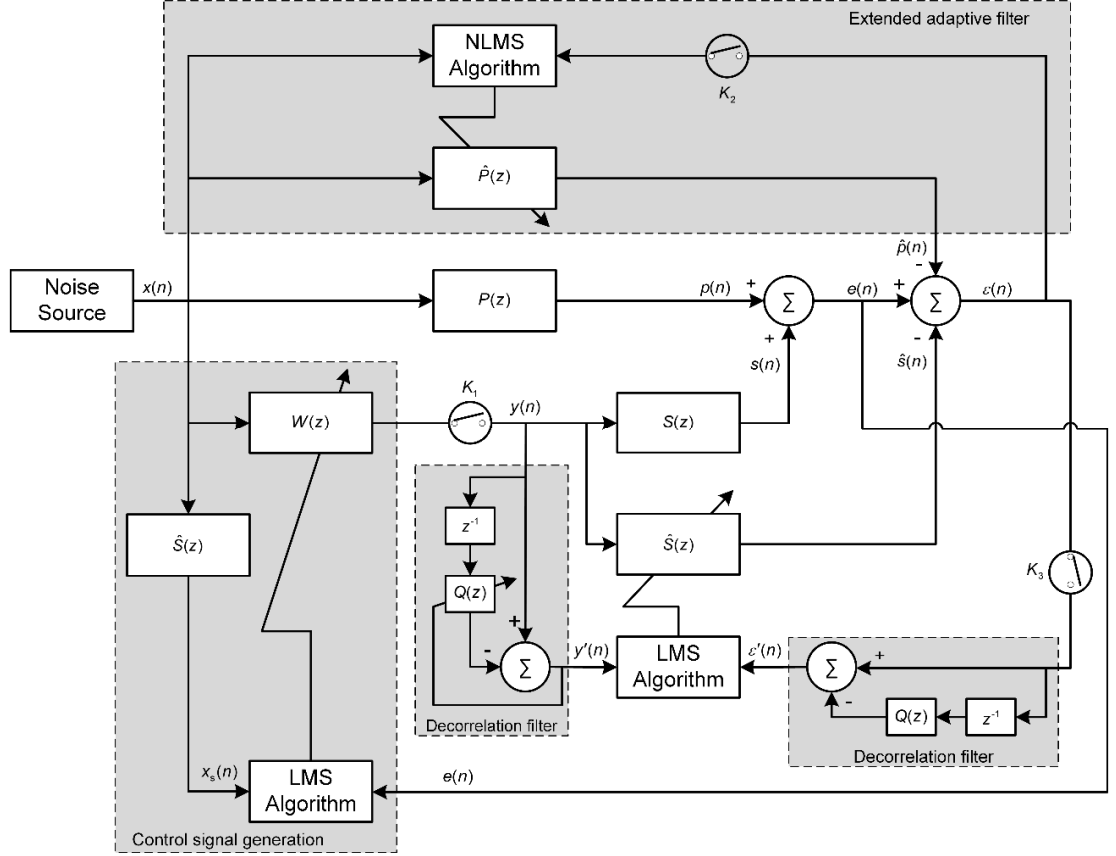 Extended adaptive filter
NLMS
Algorithm
K₂
P̂(z)
p̂(n)
-
Noise
Source
x(n)
P(z)
p(n)
+
Σ
e(n)
+
Σ
ε(n)
+
s(n)
-
ŝ(n)
W(z)
K₁
y(n)
S(z)
Ŝ(z)
z⁻¹
Ŝ(z)
K₃
Q(z)
+
-
Σ
y′(n)
LMS
Algorithm
ε′(n)
Σ
+
-
Q(z)
z⁻¹
Decorrelation filter
Decorrelation filter
xₛ(n)
LMS
Algorithm
e(n)
Control signal generation